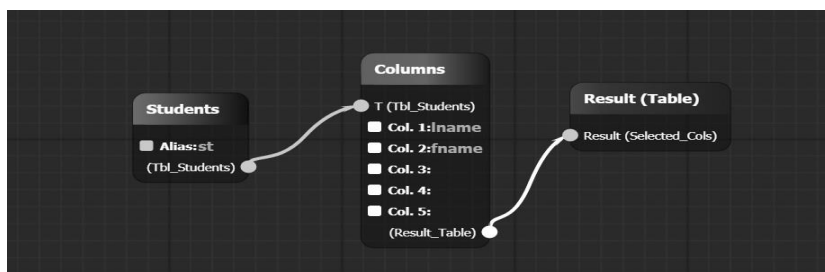 Students
Alias:st
(Tbl_Students)
Columns
T (Tbl_Students)
Col. 1:lname
Col. 2:fname
Col. 3:
Col. 4:
Col. 5:
(Result_Table)
Result (Table)
Result (Selected_Cols)